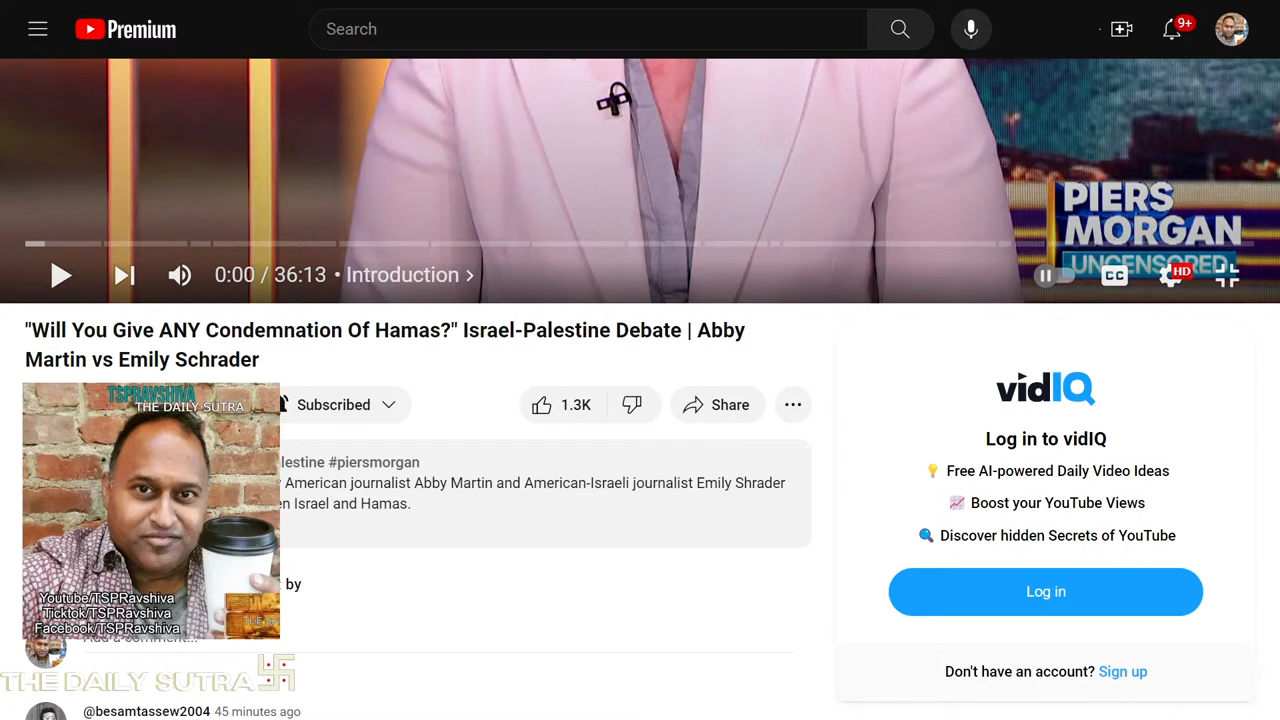 Premium
Search
9+
PIERS
MORGAN
UNCENSORED
0:00 / 36:13 • Introduction >
CC
HD
"Will You Give ANY Condemnation Of Hamas?" Israel-Palestine Debate | Abby
Martin vs Emily Schrader
TSPRAVSHIVA
THE DAILY SUTRA
Subscribed
1.3K
Share
lestine #piersmorgan
American journalist Abby Martin and American-Israeli journalist Emily Schrader
en Israel and Hamas.
by
Youtube/TSPRavshiva
Ticktok/TSPRavshiva
Facebook/TSPRavshiva
Add a comment...
THE DAILY SUTRA
@besamtassew2004 45 minutes ago
vidIQ
Log in to vidIQ
Free AI-powered Daily Video Ideas
Boost your YouTube Views
Discover hidden Secrets of YouTube
Log in
Don't have an account? Sign up